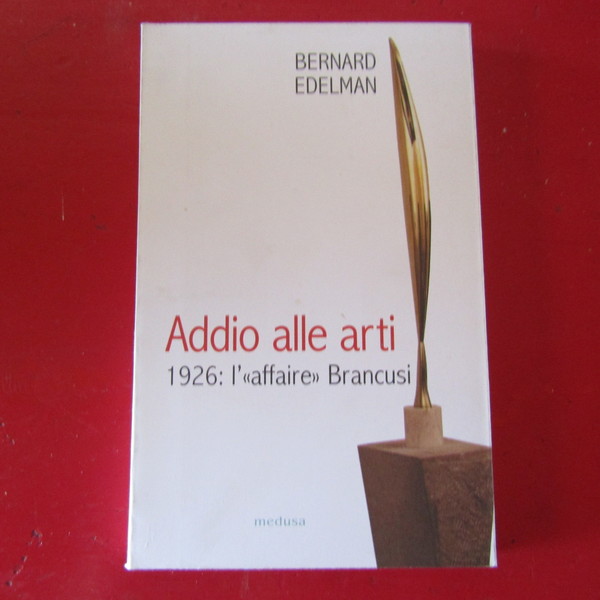 BERNARD
EDELMAN
Addio alle arti
1926: l'«affaire» Brancusi
medusa